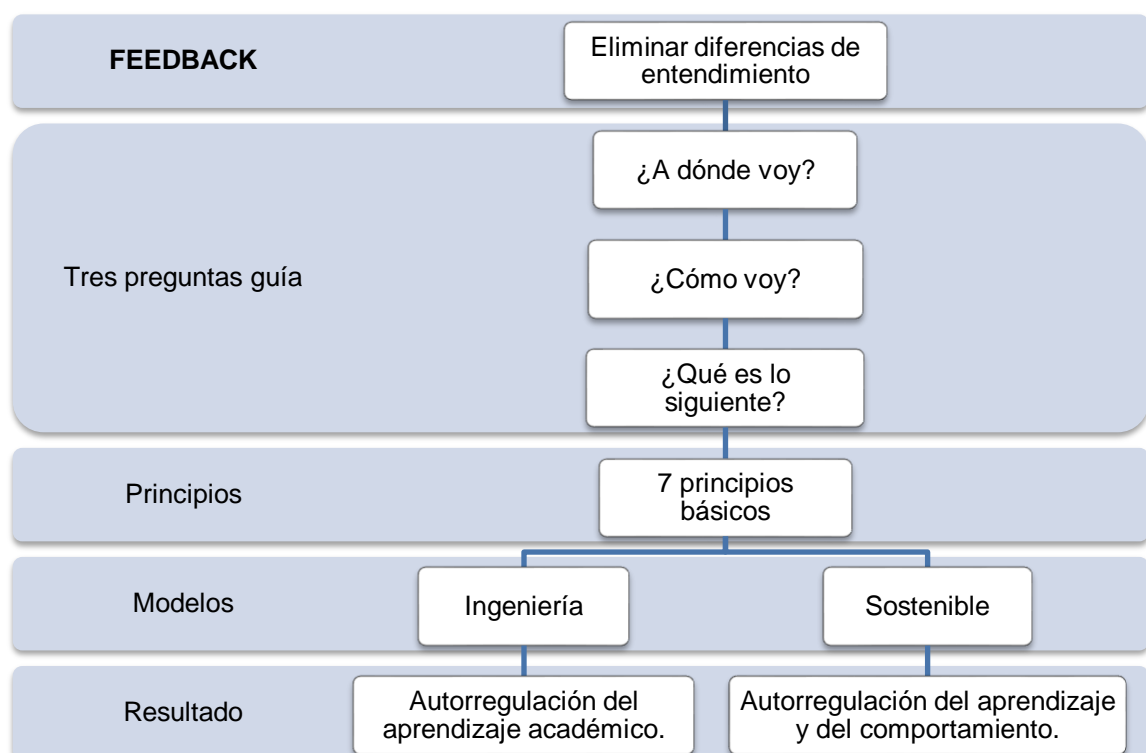 FEEDBACK
Eliminar diferencias de
entendimiento
¿A dónde voy?
Tres preguntas guía
¿Cómo voy?
¿Qué es lo
siguiente?
Principios
7 principios
básicos
Modelos
Ingeniería
Sostenible
Resultado
Autorregulación del
aprendizaje académico.
Autorregulación del aprendizaje
y del comportamiento.